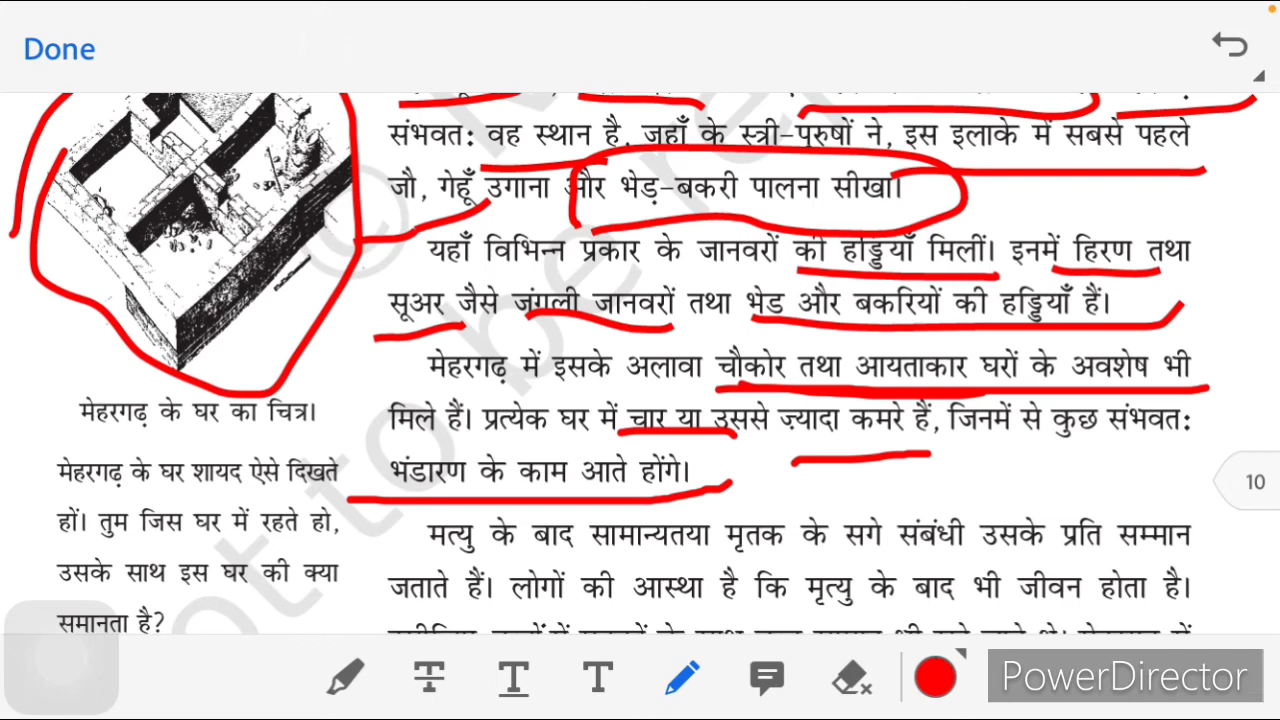 Done
संभवत: वह स्थान है, जहाँ के स्त्री-पुरुषों ने, इस इलाके में सबसे पहले
जौ, गेहूँ उगाना और भेड़-बकरी पालना सीखा।
यहाँ विभिन्न प्रकार के जानवरों की हड्डियाँ मिलीं। इनमें हिरण तथा
सूअर जैसे जंगली जानवरों तथा भेड़ और बकरियों की हड्डियाँ हैं।
मेहरगढ़ में इसके अलावा चौकोर तथा आयताकार घरों के अवशेष भी
मिले हैं। प्रत्येक घर में चार या उससे ज़्यादा कमरे हैं, जिनमें से कुछ संभवत:
भंडारण के काम आते होंगे।
मत्यु के बाद सामान्यतया मृतक के सगे संबंधी उसके प्रति सम्मान
जताते हैं। लोगों की आस्था है कि मृत्यु के बाद भी जीवन होता है।
मेहरगढ़ के घर का चित्र।
मेहरगढ़ के घर शायद ऐसे दिखते
हों। तुम जिस घर में रहते हो,
उसके साथ इस घर की क्या
समानता है?
10
T
T
T
PowerDirector